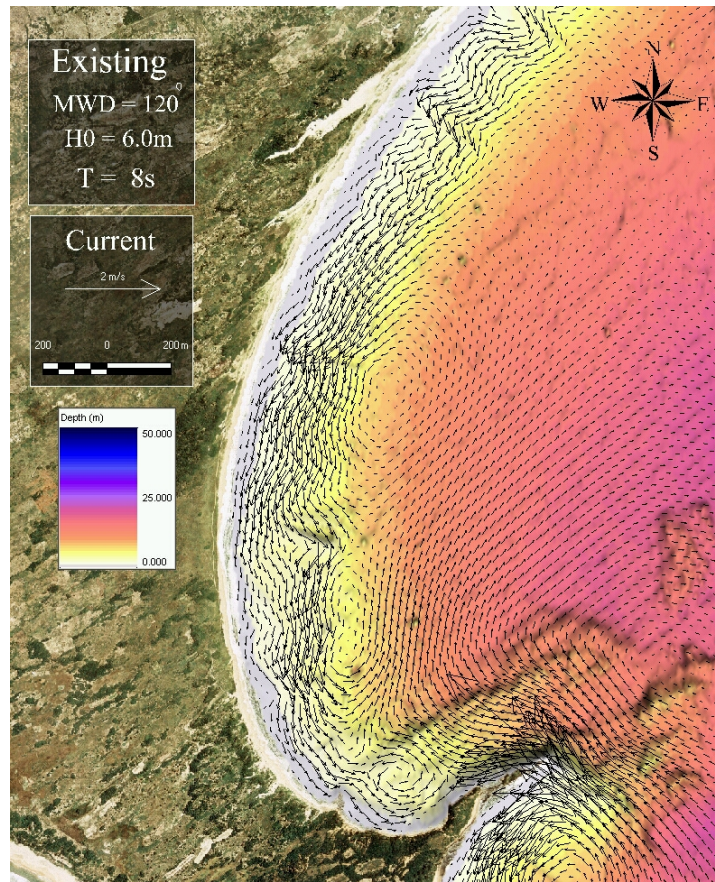 Existing
MWD = 120°
H0 = 6.0m
T = 8s
N
W E
S
Current
2 m/s
200 0 200 m
Depth (m)
50.000
25.000
0.000